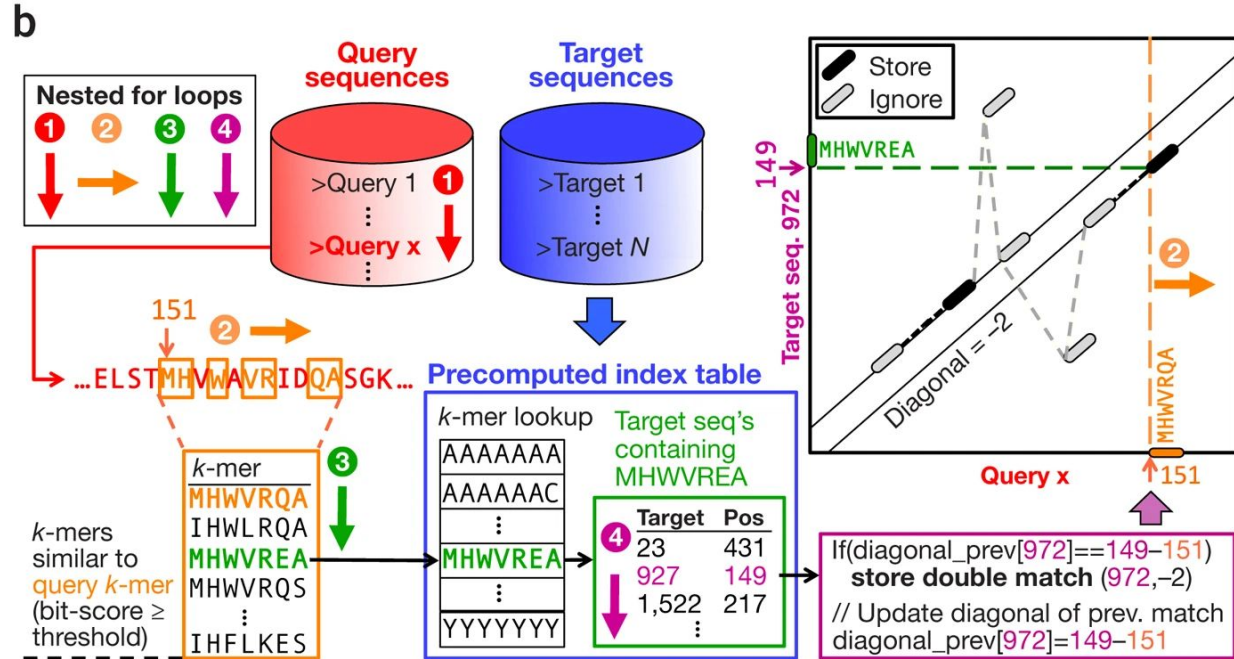 b
Nested for loops
1 2 3 4
Query
sequences
>Query 1
⋮
>Query x
⋮
1
Target
sequences
>Target 1
⋮
>Target N
151
2
...ELSTMHVWAVRIDQASGK...
k-mers
similar to
query k-mer
(bit-score ≥
threshold)
k-mer
MHWVRQA
IHWLRQA
MHWVREA
MHWVRQS
⋮
IHFLKES
3
Precomputed index table
k-mer lookup
AAAAAAA
AAAAAAC
⋮
MHWVREA
⋮
YYYYYYY
Target seq's
containing
MHWVREA
4
Target Pos
23 431
927 149
1,522 217
⋮
Store
Ignore
MHWVREA
149
Target seq. 972
Diagonal = –2
2
MHWVRQA
Query x
151
If(diagonal_prev[972]==149–151)
store double match (972,–2)
// Update diagonal of prev. match
diagonal_prev[972]=149–151